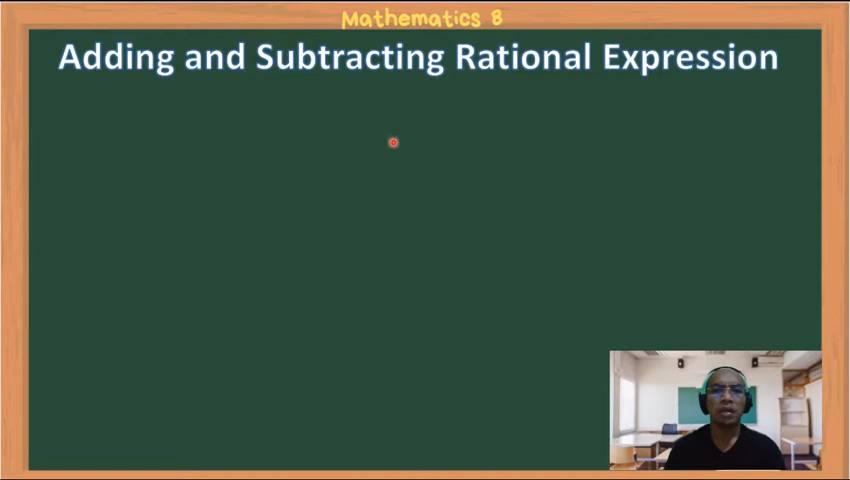 Mathematics 8
Adding and Subtracting Rational Expression